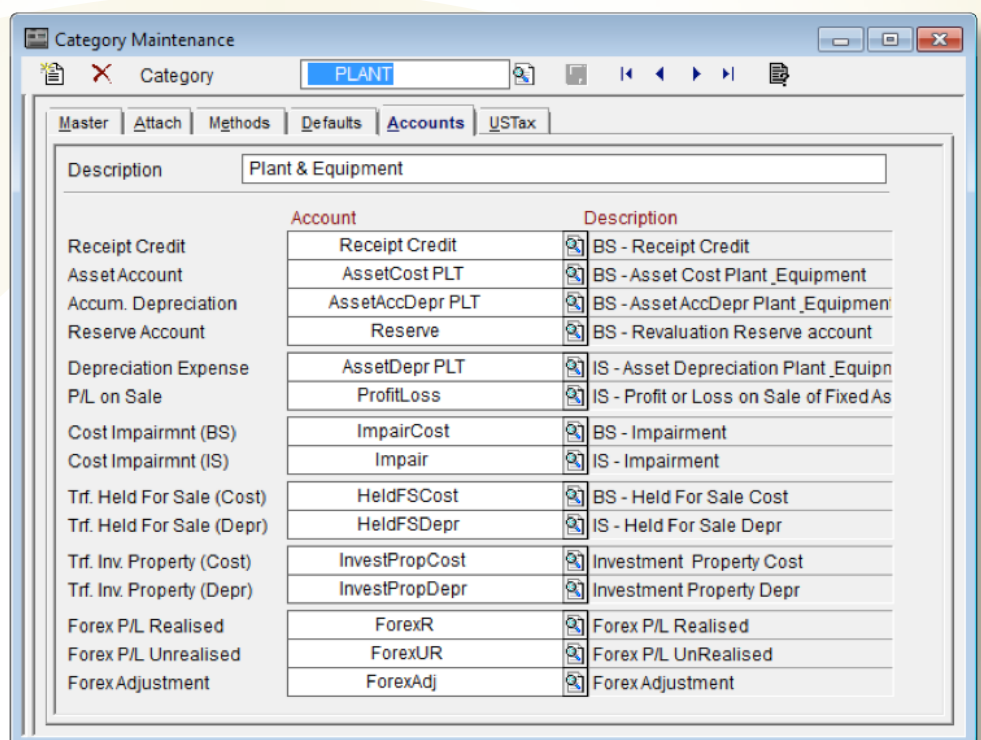 Category Maintenance
Category PLANT
Master Attach Methods Defaults Accounts USTax
Description Plant & Equipment
Account Description
Receipt Credit Receipt Credit BS - Receipt Credit
Asset Account AssetCost PLT BS - Asset Cost Plant _Equipment
Accum. Depreciation AssetAccDepr PLT BS - Asset AccDepr Plant _Equipment
Reserve Account Reserve BS - Revaluation Reserve account
Depreciation Expense AssetDepr PLT IS - Asset Depreciation Plant _Equipn
P/L on Sale ProfitLoss IS - Profit or Loss on Sale of Fixed As
Cost Impairmnt (BS) ImpairCost BS - Impairment
Cost Impairmnt (IS) Impair IS - Impairment
Trf. Held For Sale (Cost) HeldFSCost BS - Held For Sale Cost
Trf. Held For Sale (Depr) HeldFSDepr IS - Held For Sale Depr
Trf. Inv. Property (Cost) InvestPropCost Investment Property Cost
Trf. Inv. Property (Depr) InvestPropDepr Investment Property Depr
Forex P/L Realised ForexR Forex P/L Realised
Forex P/L Unrealised ForexUR Forex P/L UnRealised
Forex Adjustment ForexAdj Forex Adjustment